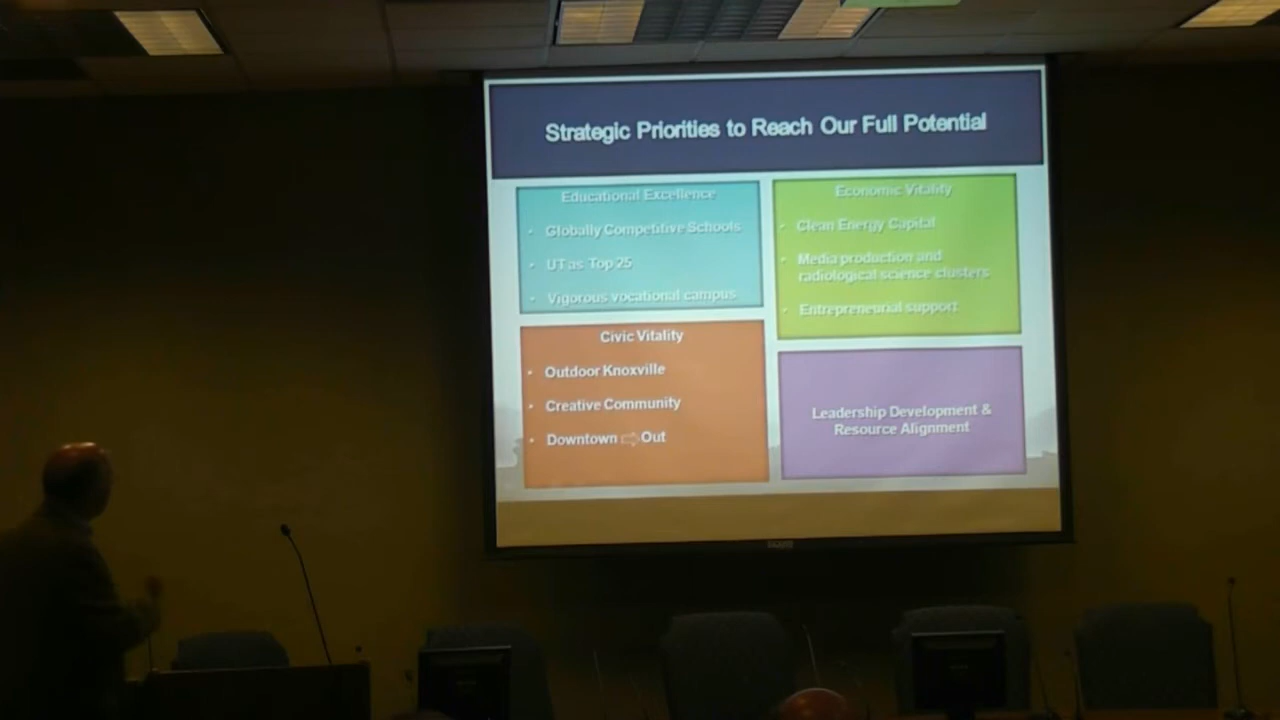 Strategic Priorities to Reach Our Full Potential
Educational Excellence
• Globally Competitive Schools
• UT as Top 25
• Vigorous vocational campus
Economic Vitality
• Clean Energy Capital
• Media production and
radiological science clusters
• Entrepreneurial support
Civic Vitality
• Outdoor Knoxville
• Creative Community
• Downtown ⇨ Out
Leadership Development &
Resource Alignment